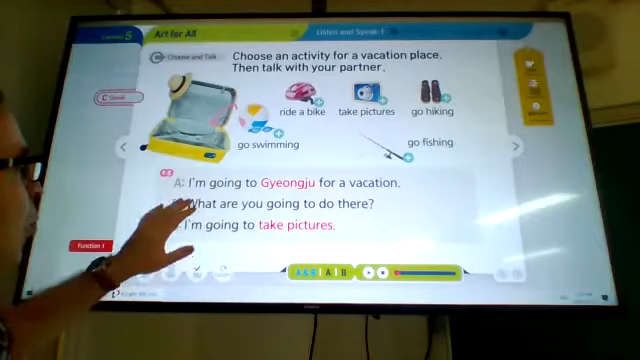 Lesson 5 Art for All Listen and Speak 1
C Choose and Talk Choose an activity for a vacation place.
Then talk with your partner.
C Speak
ride a bike take pictures go hiking
go swimming go fishing
A: I'm going to Gyeongju for a vacation.
What are you going to do there?
I'm going to take pictures.
Function 1
A & B A B